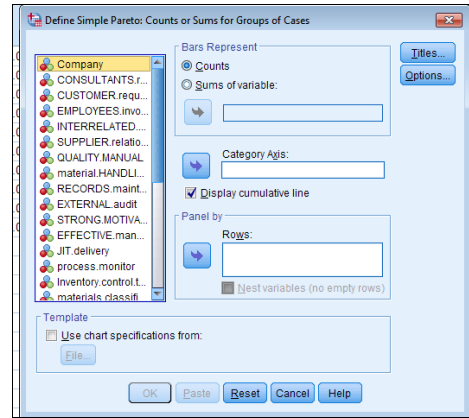 Define Simple Pareto: Counts or Sums for Groups of Cases
Company
CONSULTANTS.r...
CUSTOMER.requ...
EMPLOYEES.invo...
INTERRELATED....
SUPPLIER.relatio...
QUALITY.MANUAL
material.HANDLI...
RECORDS.maint...
EXTERNAL.audit
STRONG.MOTIVA...
EFFECTIVE.man...
JIT.delivery
process.monitor
Inventory.control.t...
materials classifi...
Bars Represent
Counts
Sums of variable:
Category Axis:
Display cumulative line
Panel by
Rows:
Nest variables (no empty rows)
Titles...
Options...
Template
Use chart specifications from:
File...
OK Paste Reset Cancel Help